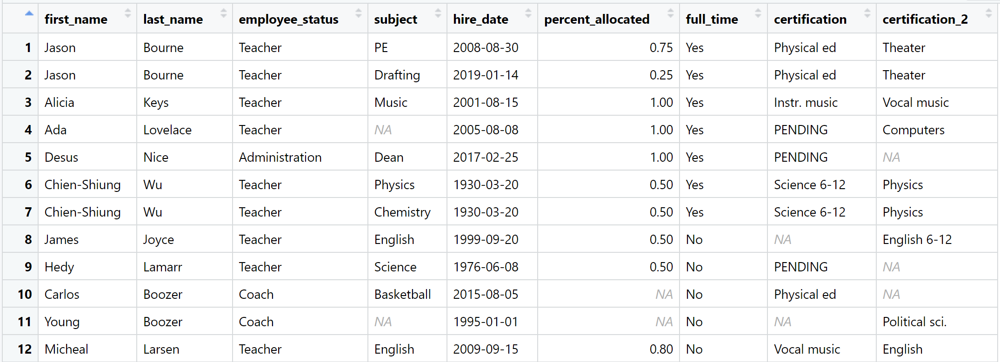 first_name last_name employee_status subject hire_date percent_allocated full_time certification certification_2
1 Jason Bourne Teacher PE 2008-08-30 0.75 Yes Physical ed Theater
2 Jason Bourne Teacher Drafting 2019-01-14 0.25 Yes Physical ed Theater
3 Alicia Keys Teacher Music 2001-08-15 1.00 Yes Instr. music Vocal music
4 Ada Lovelace Teacher NA 2005-08-08 1.00 Yes PENDING Computers
5 Desus Nice Administration Dean 2017-02-25 1.00 Yes PENDING NA
6 Chien-Shiung Wu Teacher Physics 1930-03-20 0.50 Yes Science 6-12 Physics
7 Chien-Shiung Wu Teacher Chemistry 1930-03-20 0.50 Yes Science 6-12 Physics
8 James Joyce Teacher English 1999-09-20 0.50 No NA English 6-12
9 Hedy Lamarr Teacher Science 1976-06-08 0.50 No PENDING NA
10 Carlos Boozer Coach Basketball 2015-08-05 NA No Physical ed NA
11 Young Boozer Coach NA 1995-01-01 NA No NA Political sci.
12 Micheal Larsen Teacher English 2009-09-15 0.80 No Vocal music English